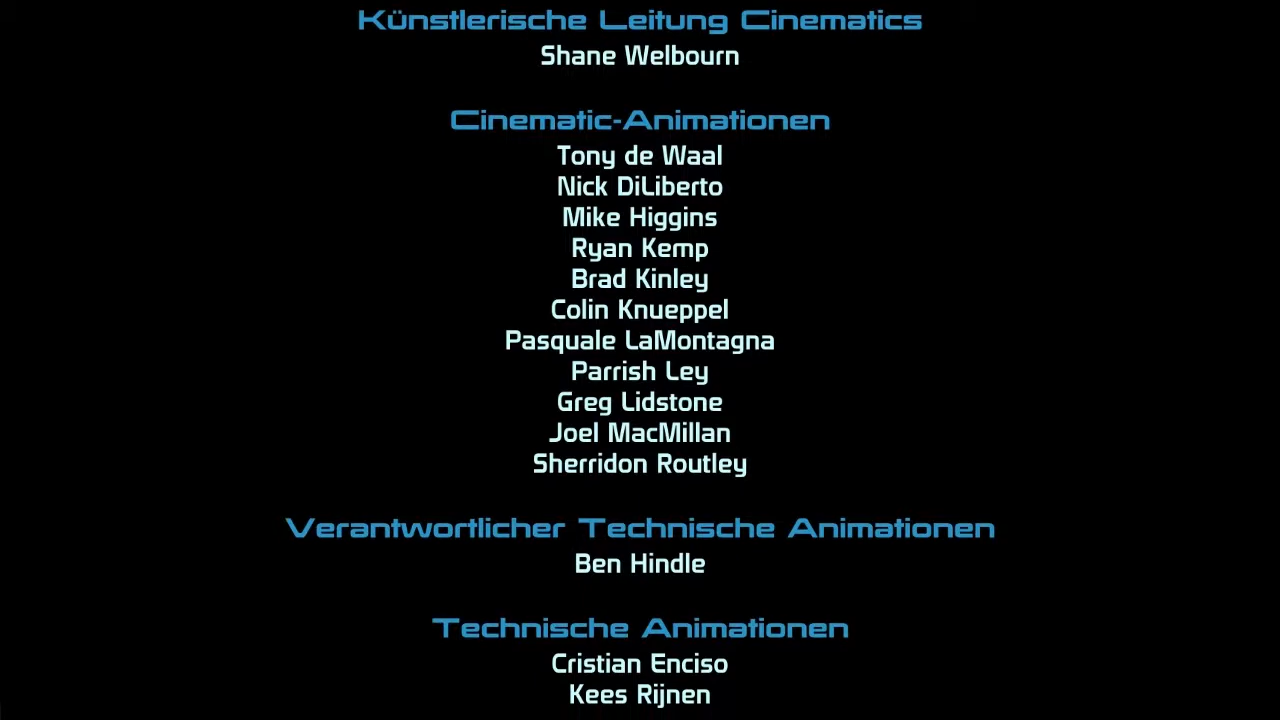 Künstlerische Leitung Cinematics
Shane Welbourn
Cinematic-Animationen
Tony de Waal
Nick DiLiberto
Mike Higgins
Ryan Kemp
Brad Kinley
Colin Knueppel
Pasquale LaMontagna
Parrish Ley
Greg Lidstone
Joel MacMillan
Sherridon Routley
Verantwortlicher Technische Animationen
Ben Hindle
Technische Animationen
Cristian Enciso
Kees Rijnen